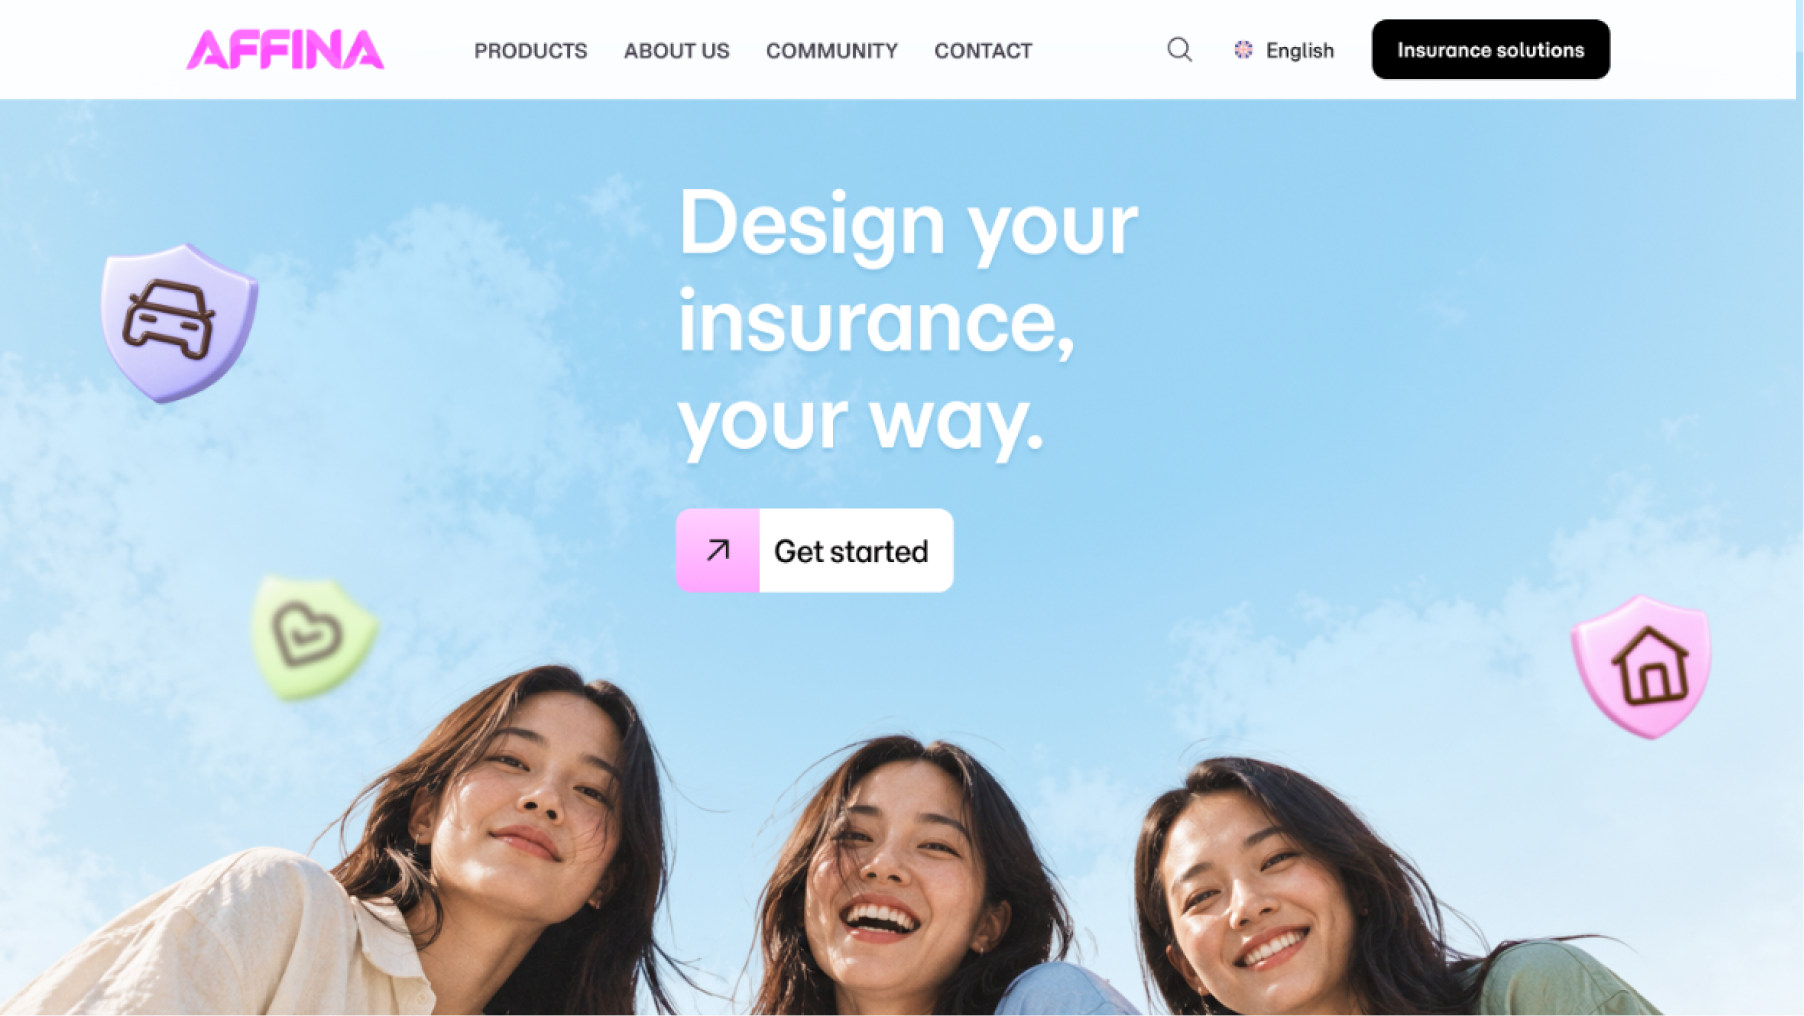 AFFINA
PRODUCTS
ABOUT US
COMMUNITY
CONTACT
English
Insurance solutions
Design your
insurance,
your way.
Get started